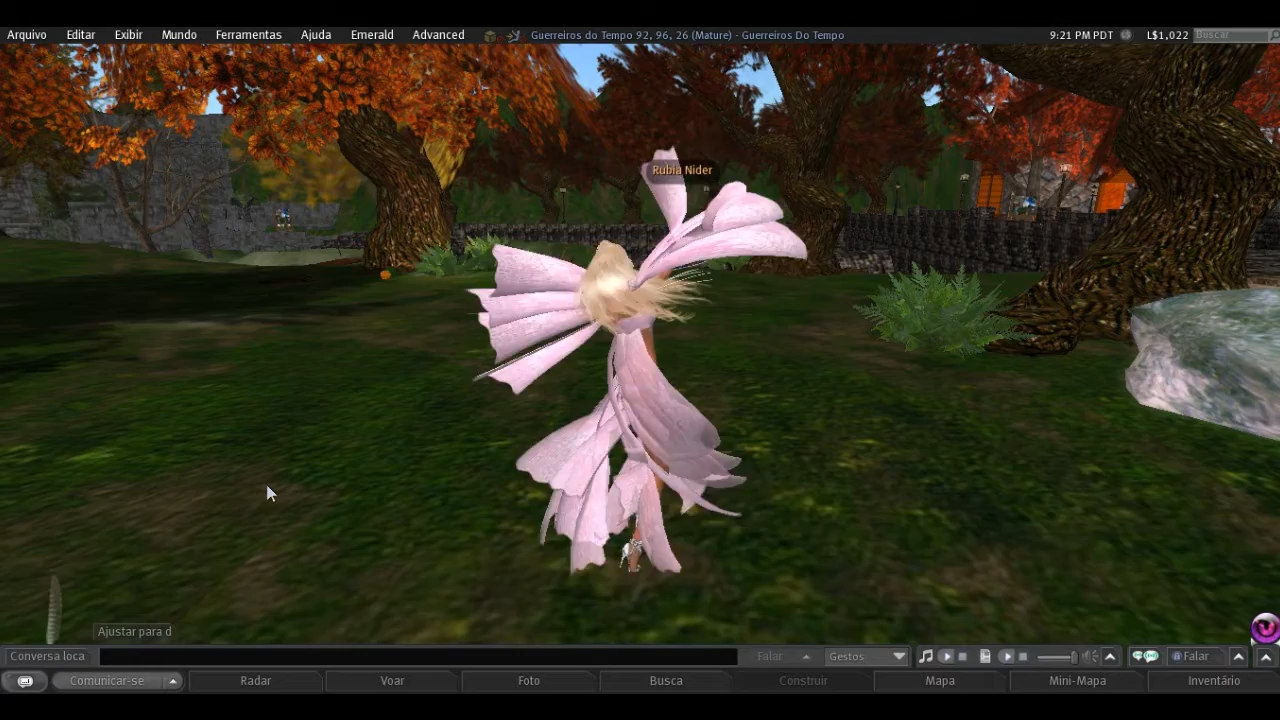 Arquivo Editar Exibir Mundo Ferramentas Ajuda Emerald Advanced Guerreiros do Tempo 92, 96, 26 (Mature) - Guerreiros Do Tempo 9:21 PM PDT L$1,022 Buscar
Rubia Nider
Ajustar para d
Conversa loca Falar Gestos Falar
Comunicar-se Radar Voar Foto Busca Construir Mapa Mini-Mapa Inventário